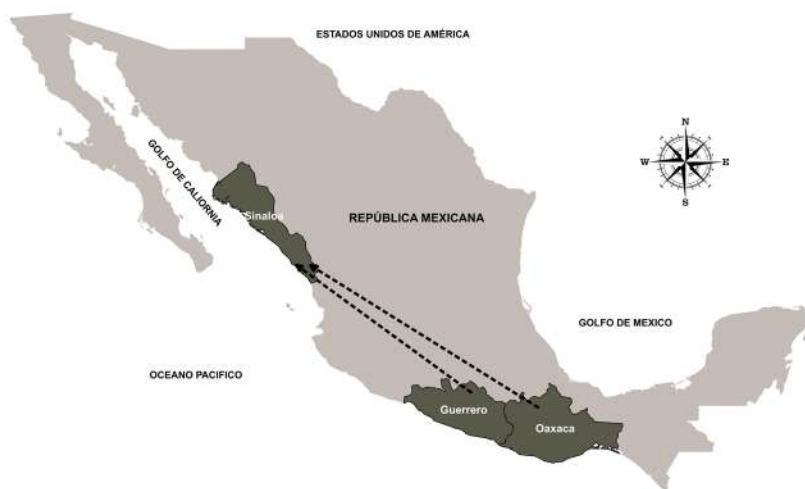 ESTADOS UNIDOS DE AMÉRICA
N
W
E
S
GOLFO DE CALIORNIA
Sinaloa
REPÚBLICA MEXICANA
GOLFO DE MEXICO
OCEANO PACIFICO
Guerrero
Oaxaca